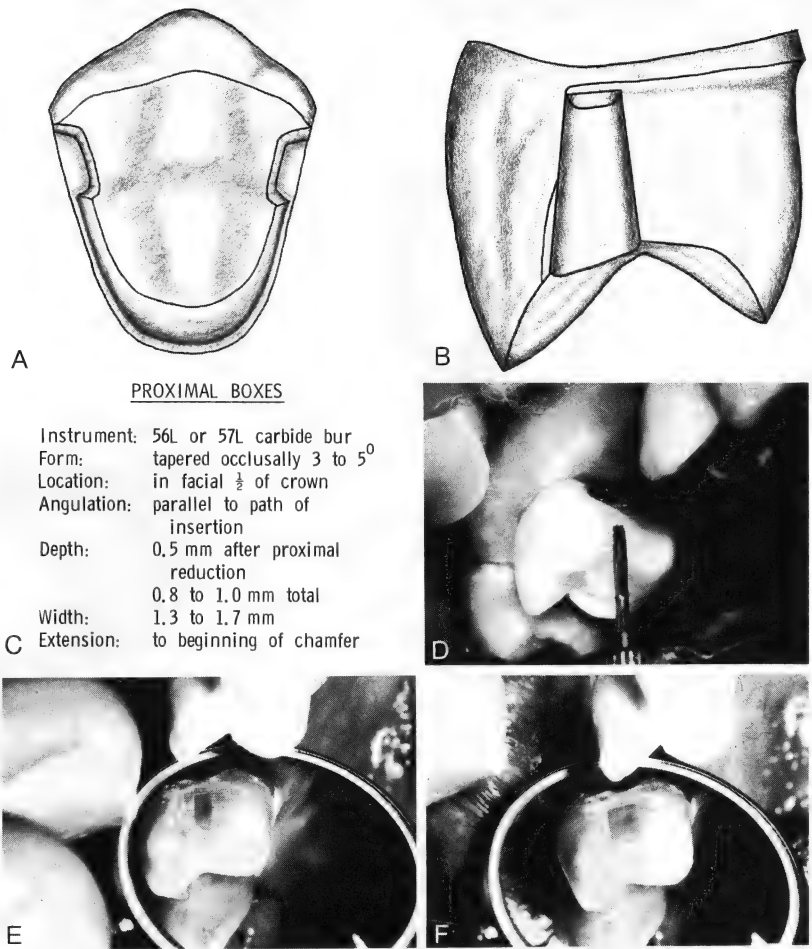 A
B
PROXIMAL BOXES
Instrument: 56L or 57L carbide bur
Form: tapered occlusally 3 to 5⁰
Location: in facial ½ of crown
Angulation: parallel to path of
insertion
Depth: 0.5 mm after proximal
reduction
0.8 to 1.0 mm total
Width: 1.3 to 1.7 mm
Extension: to beginning of chamfer
C
D
E
F